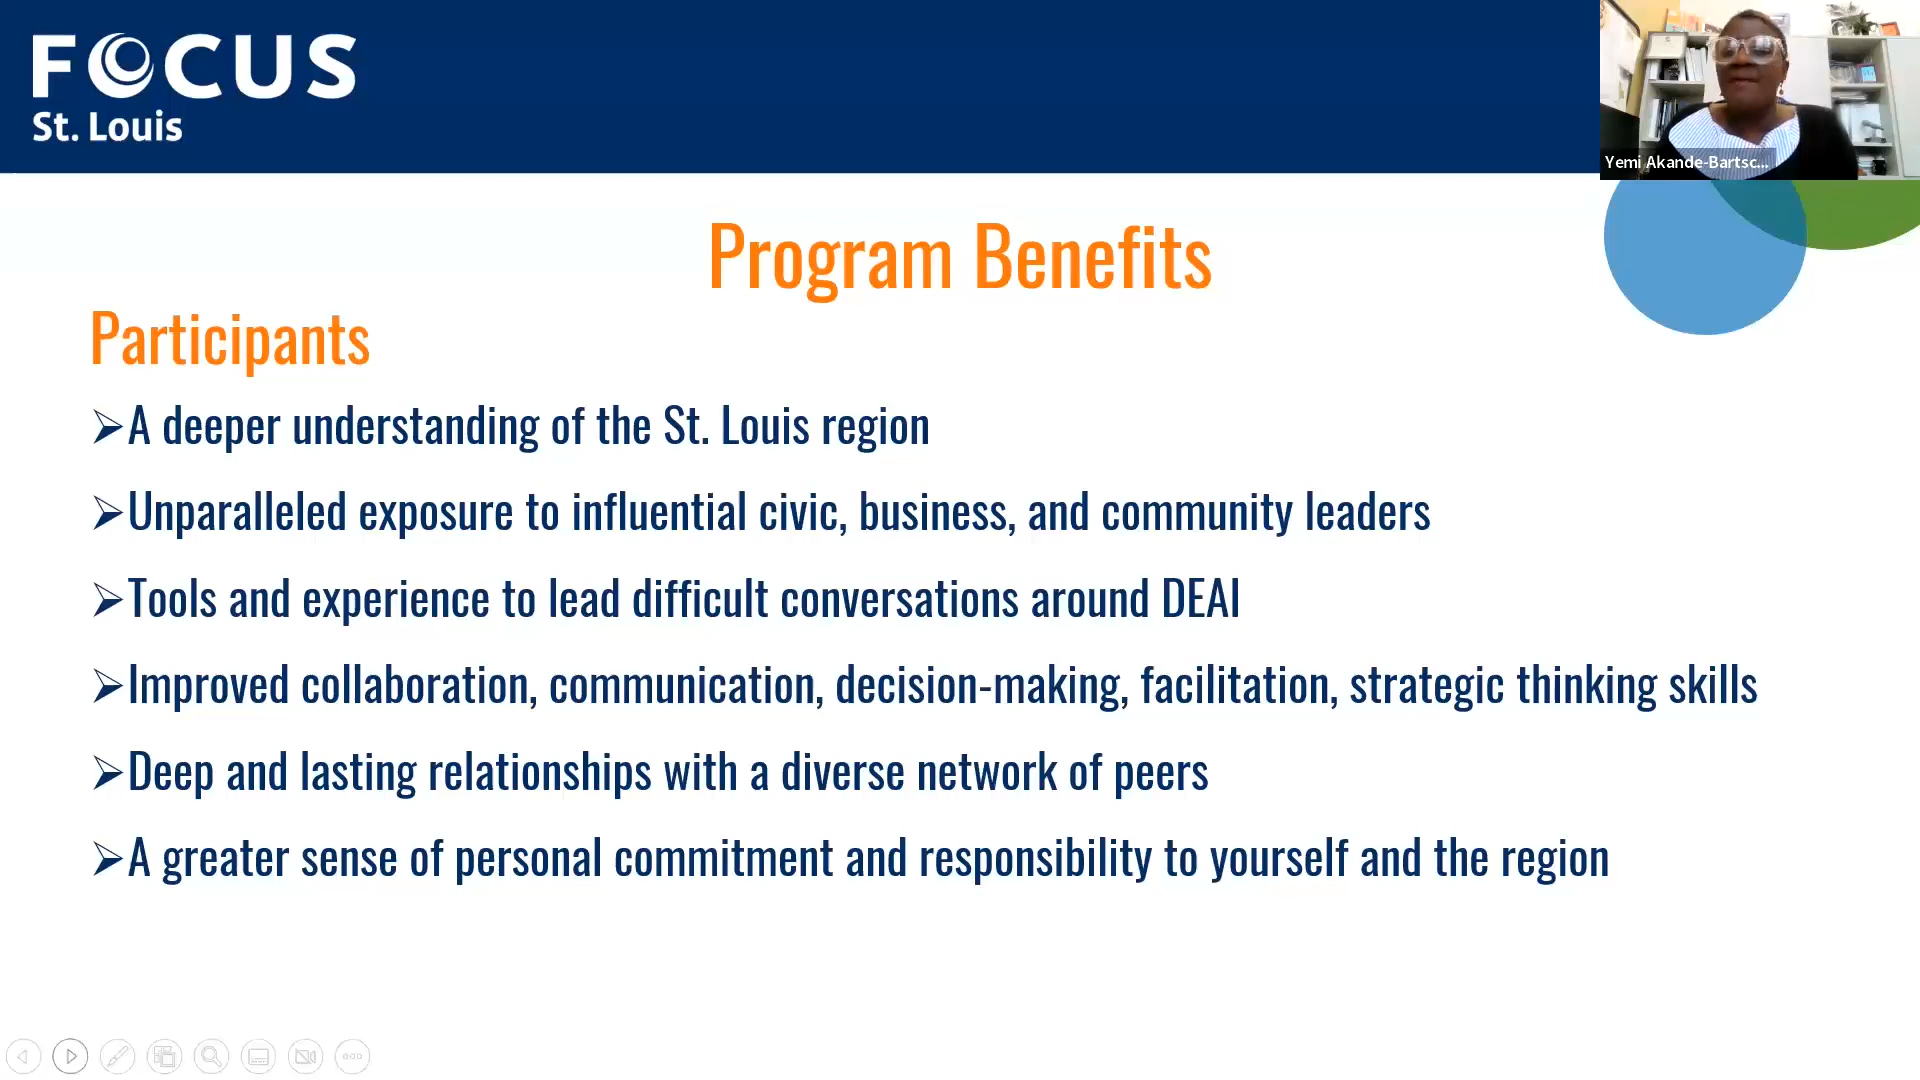 FOCUS
St. Louis
Yemi Akande-Bartsc...
Program Benefits
Participants
➢A deeper understanding of the St. Louis region
➢Unparalleled exposure to influential civic, business, and community leaders
➢Tools and experience to lead difficult conversations around DEAI
➢Improved collaboration, communication, decision-making, facilitation, strategic thinking skills
➢Deep and lasting relationships with a diverse network of peers
➢A greater sense of personal commitment and responsibility to yourself and the region